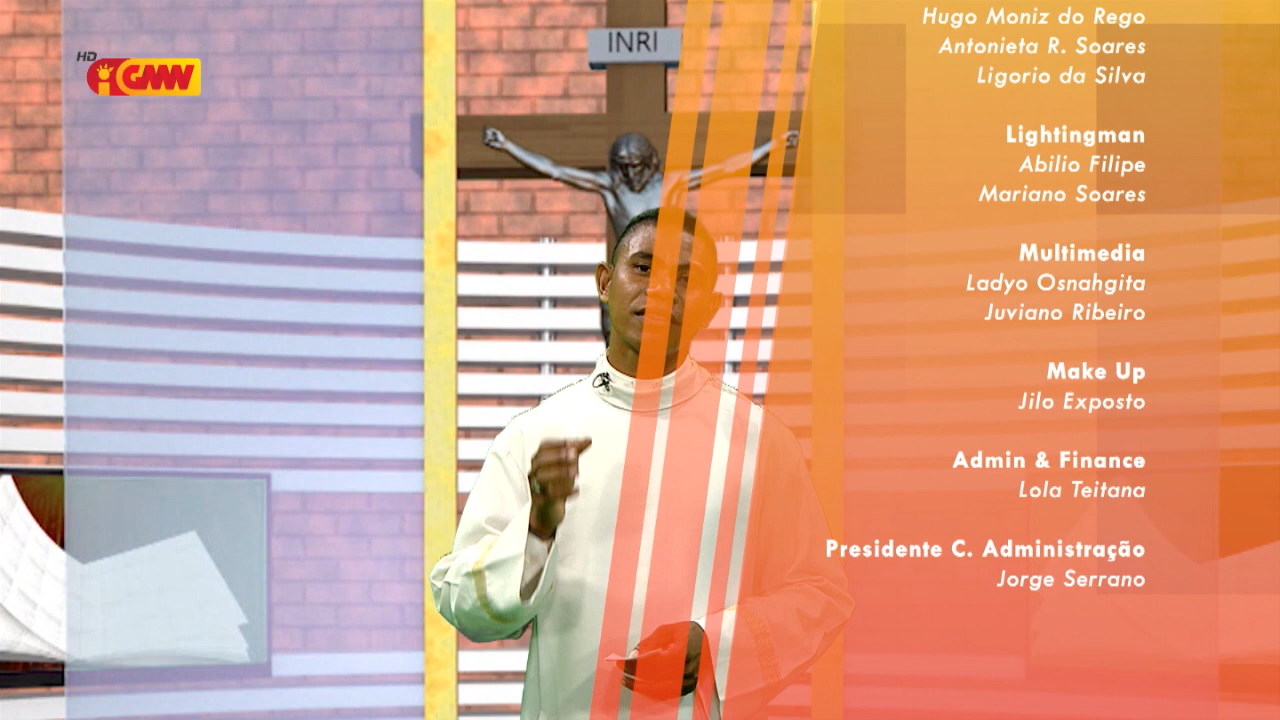 HD
GMN
INRI
Hugo Moniz do Rego
Antonieta R. Soares
Ligorio da Silva
Lightingman
Abilio Filipe
Mariano Soares
Multimedia
Ladyo Osnahgita
Juviano Ribeiro
Make Up
Jilo Exposto
Admin & Finance
Lola Teitana
Presidente C. Administração
Jorge Serrano